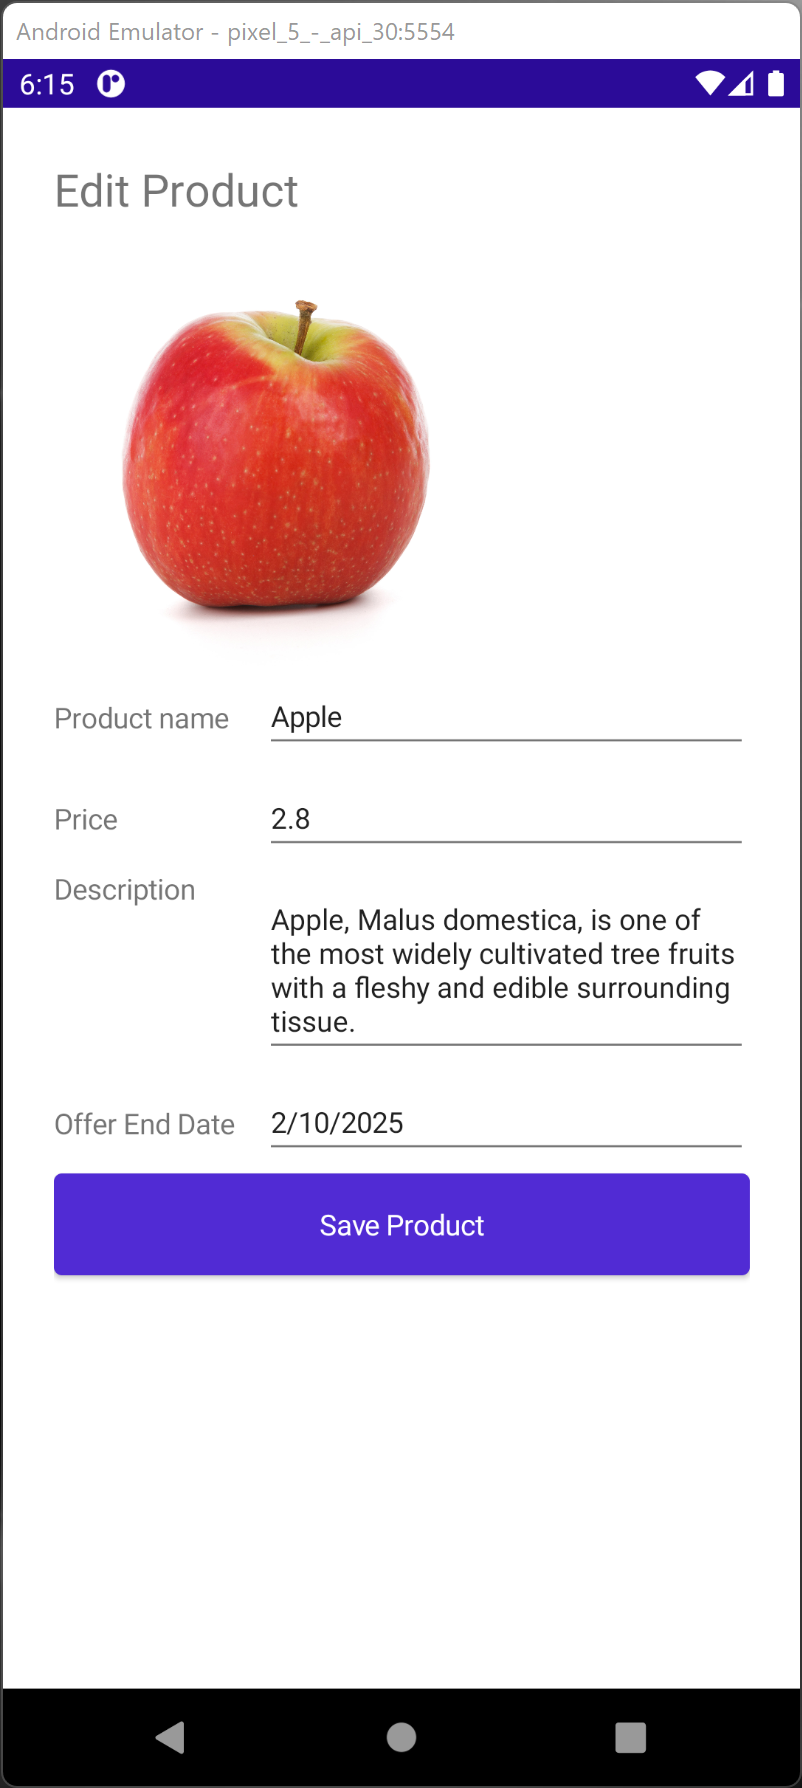 Android Emulator - pixel_5_-_api_30:5554
6:15
Edit Product
Product name
Apple
Price
2.8
Description
Apple, Malus domestica, is one of
the most widely cultivated tree fruits
with a fleshy and edible surrounding
tissue.
Offer End Date
2/10/2025
Save Product